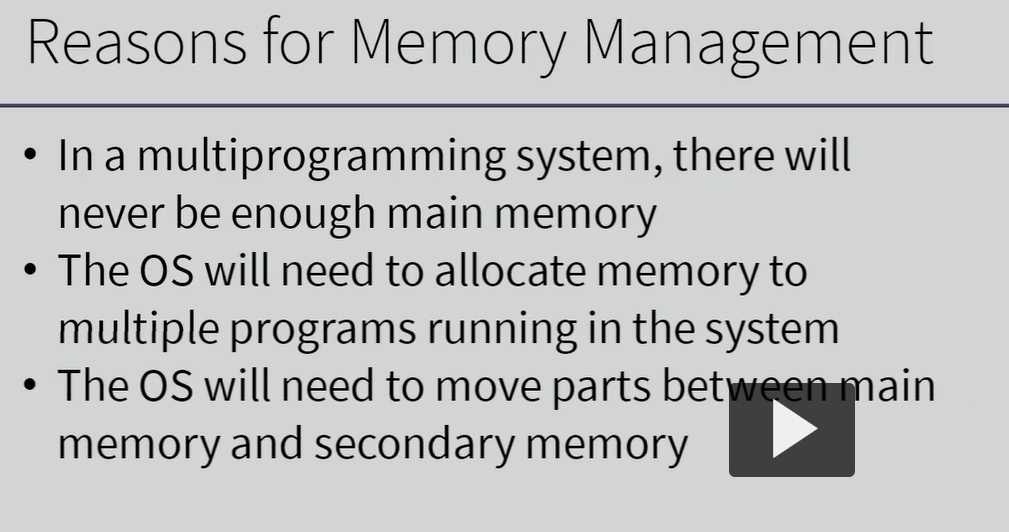 Reasons for Memory Management
• In a multiprogramming system, there will
never be enough main memory
• The OS will need to allocate memory to
multiple programs running in the system
• The OS will need to move parts between main
memory and secondary memory